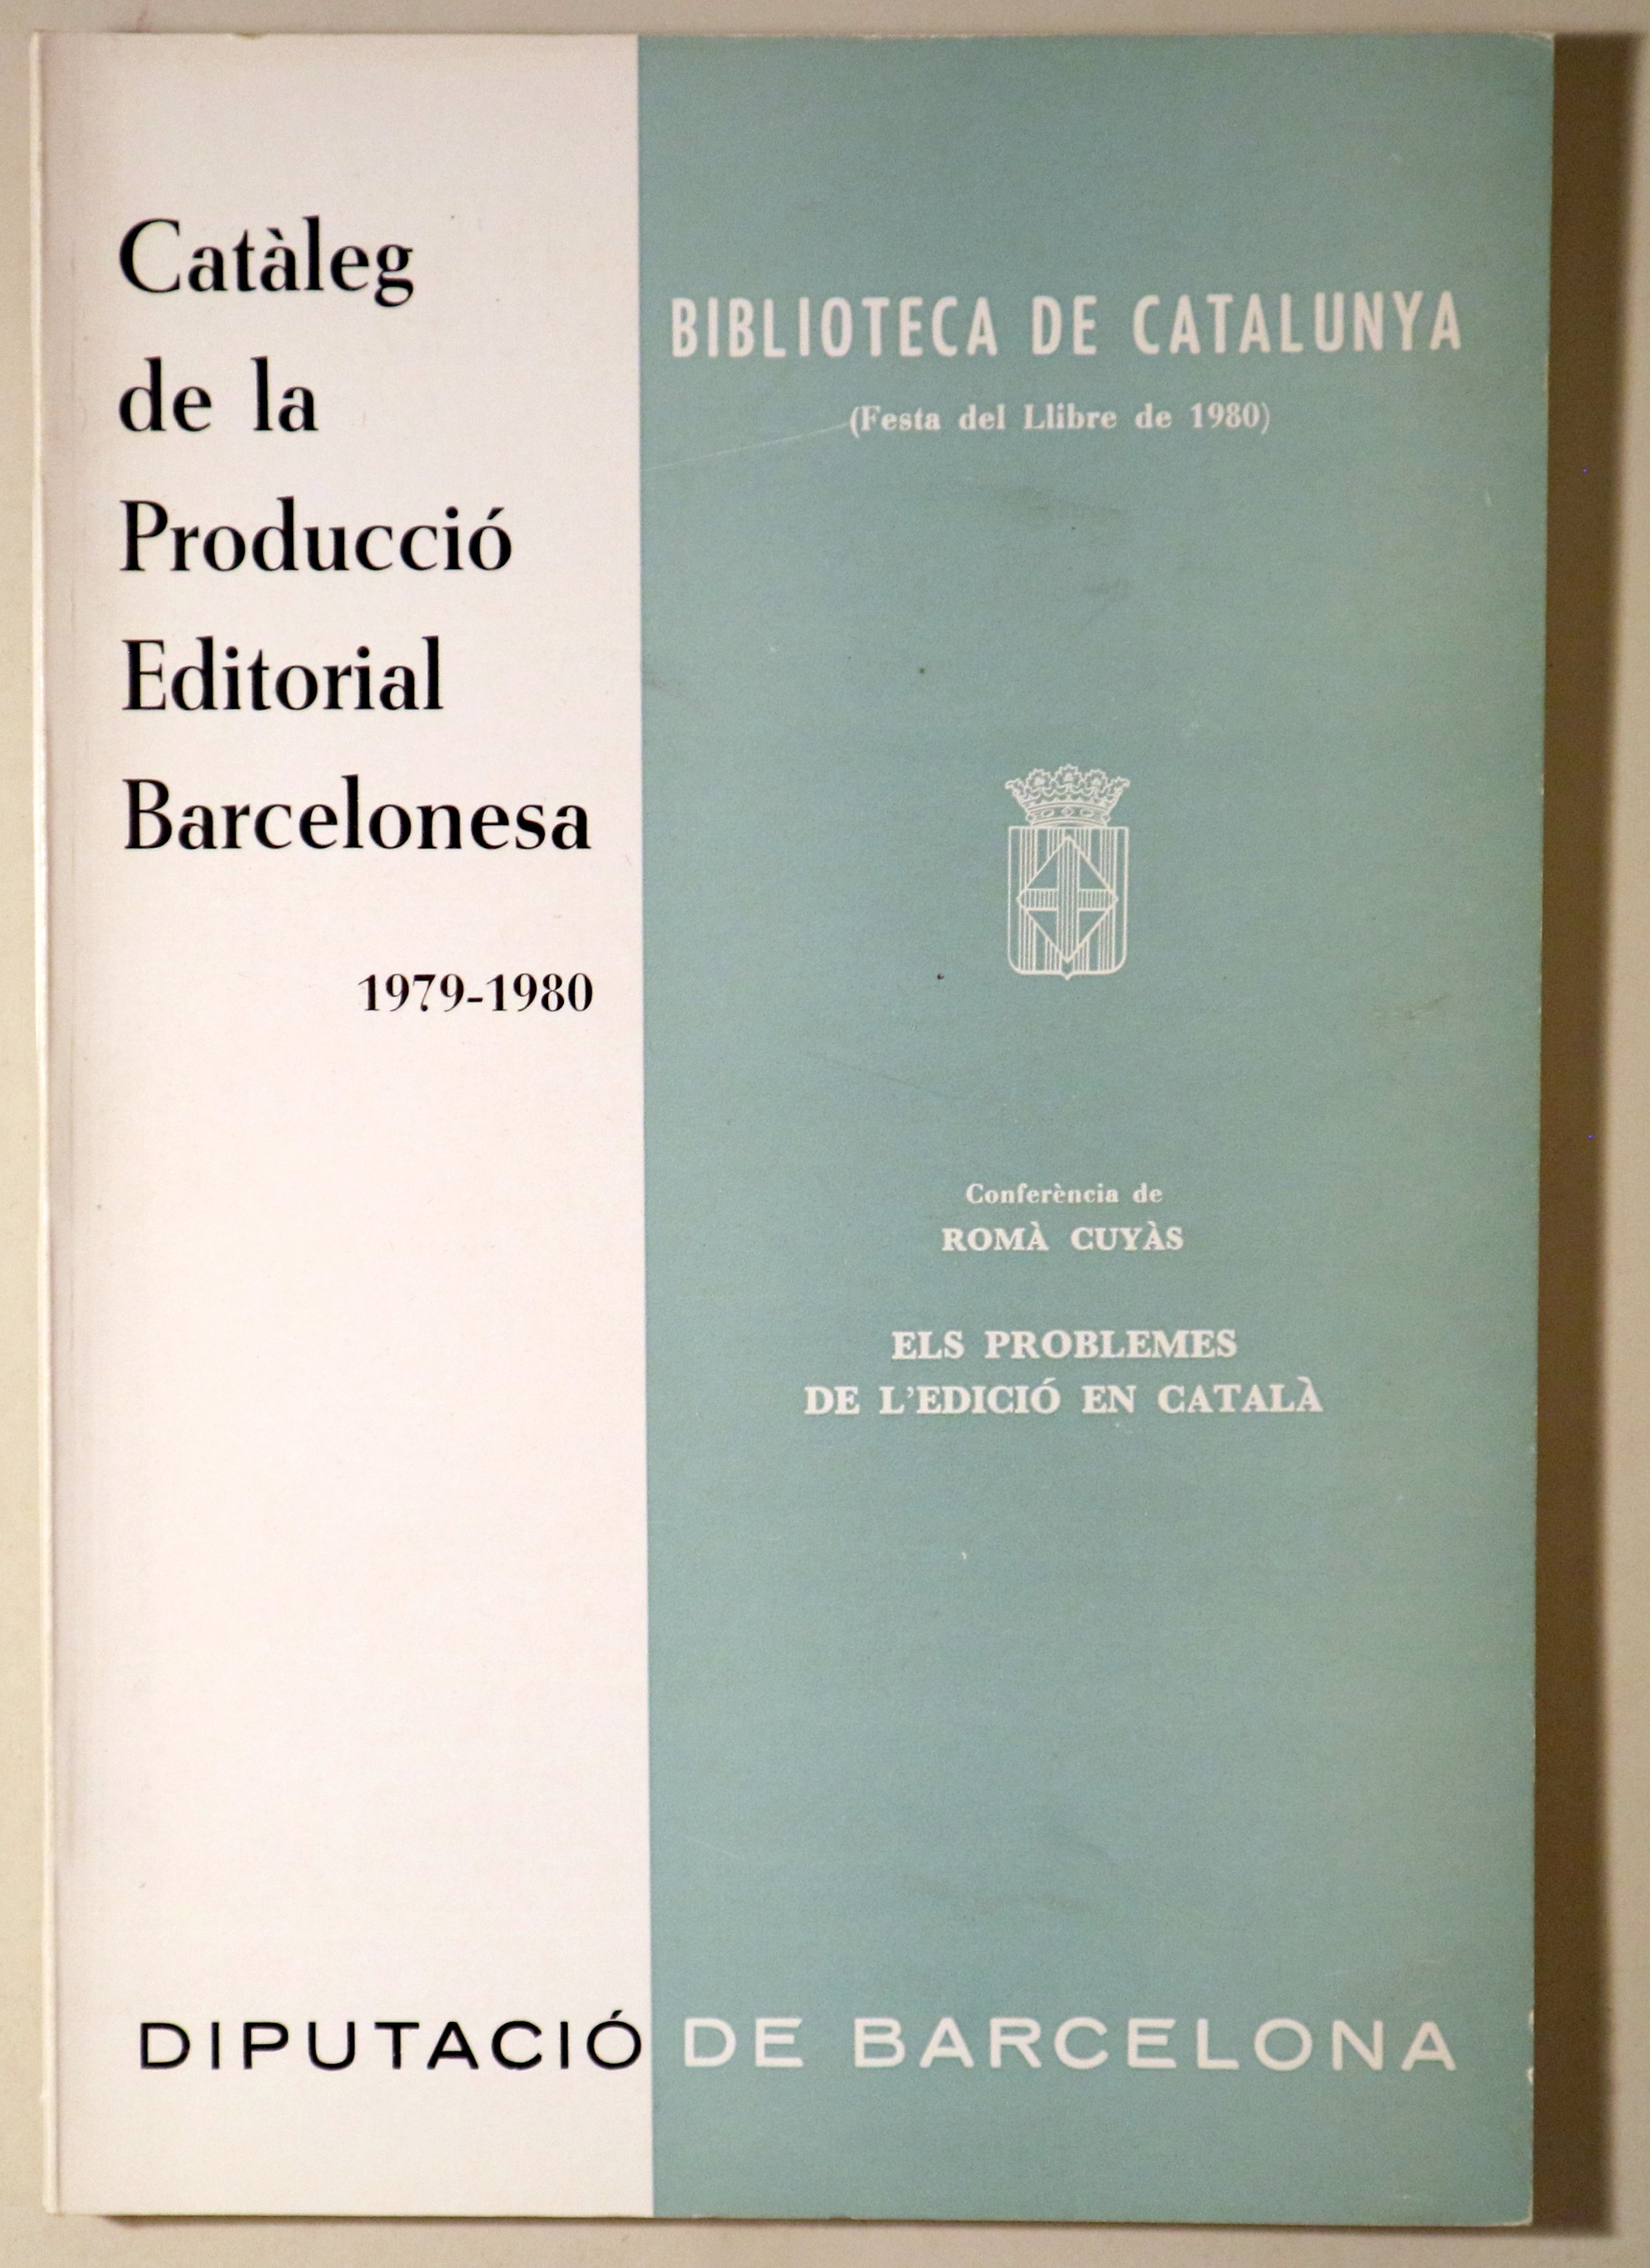 Catàleg
de la
Producció
Editorial
Barcelonesa
1979-1980
BIBLIOTECA DE CATALUNYA
(Festa del Llibre de 1980)
Conferència de
ROMÀ CUYÀS
ELS PROBLEMES
DE L'EDICIÓ EN CATALÀ
DIPUTACIÓ DE BARCELONA